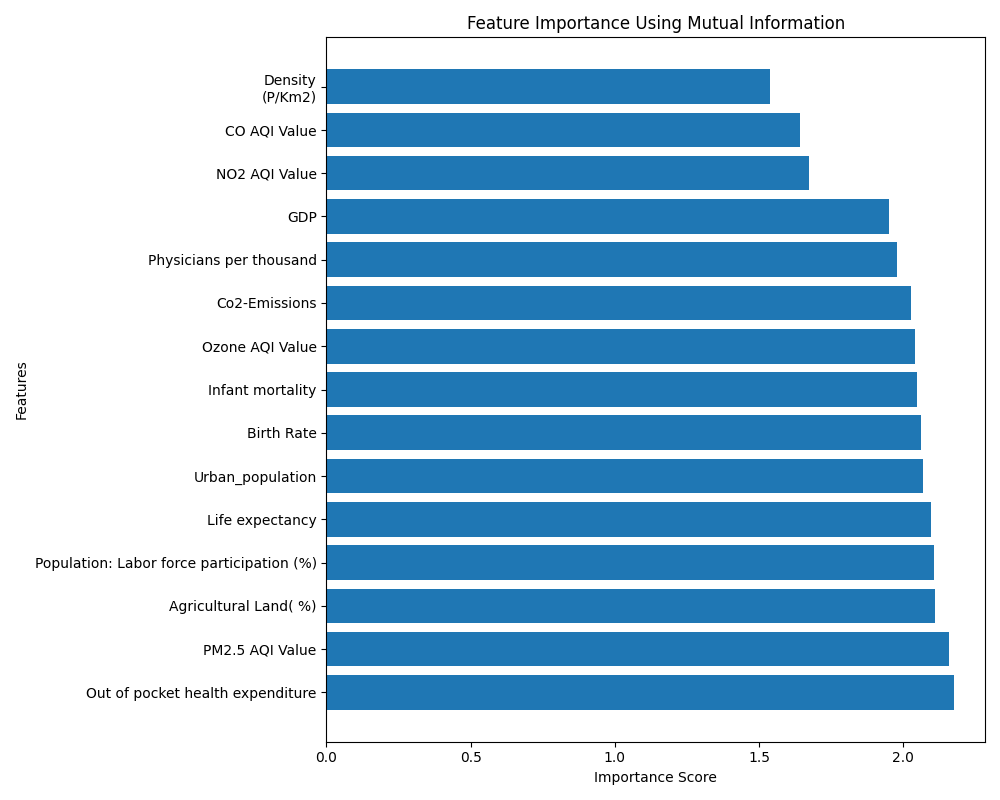 Feature Importance Using Mutual Information
Density
(P/Km2)
CO AQI Value
NO2 AQI Value
GDP
Physicians per thousand
Co2-Emissions
Ozone AQI Value
Infant mortality
Birth Rate
Urban_population
Life expectancy
Population: Labor force participation (%)
Agricultural Land( %)
PM2.5 AQI Value
Out of pocket health expenditure
Features
0.0 0.5 1.0 1.5 2.0
Importance Score